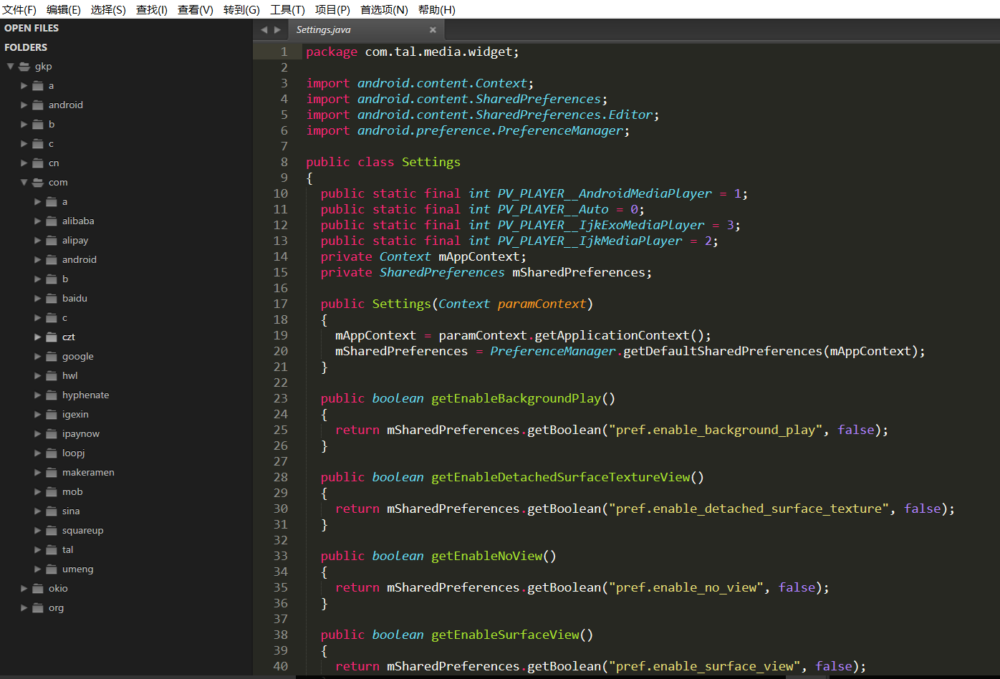 文件(F) 编辑(E) 选择(S) 查找(I) 查看(V) 转到(G) 工具(T) 项目(P) 首选项(N) 帮助(H)
OPEN FILES
FOLDERS
gkp
a
android
b
c
cn
com
a
alibaba
alipay
android
b
baidu
c
czt
google
hwl
hyphenate
igexin
ipaynow
loopj
makeramen
mob
sina
squareup
tal
umeng
okio
org
Settings.java
1 package com.tal.media.widget;
2
3 import android.content.Context;
4 import android.content.SharedPreferences;
5 import android.content.SharedPreferences.Editor;
6 import android.preference.PreferenceManager;
7
8 public class Settings
9 {
10 public static final int PV_PLAYER__AndroidMediaPlayer = 1;
11 public static final int PV_PLAYER__Auto = 0;
12 public static final int PV_PLAYER__IjkExoMediaPlayer = 3;
13 public static final int PV_PLAYER__IjkMediaPlayer = 2;
14 private Context mAppContext;
15 private SharedPreferences mSharedPreferences;
16
17 public Settings(Context paramContext)
18 {
19 mAppContext = paramContext.getApplicationContext();
20 mSharedPreferences = PreferenceManager.getDefaultSharedPreferences(mAppContext);
21 }
22
23 public boolean getEnableBackgroundPlay()
24 {
25 return mSharedPreferences.getBoolean("pref.enable_background_play", false);
26 }
27
28 public boolean getEnableDetachedSurfaceTextureView()
29 {
30 return mSharedPreferences.getBoolean("pref.enable_detached_surface_texture", false);
31 }
32
33 public boolean getEnableNoView()
34 {
35 return mSharedPreferences.getBoolean("pref.enable_no_view", false);
36 }
37
38 public boolean getEnableSurfaceView()
39 {
40 return mSharedPreferences.getBoolean("pref.enable_surface_view", false);